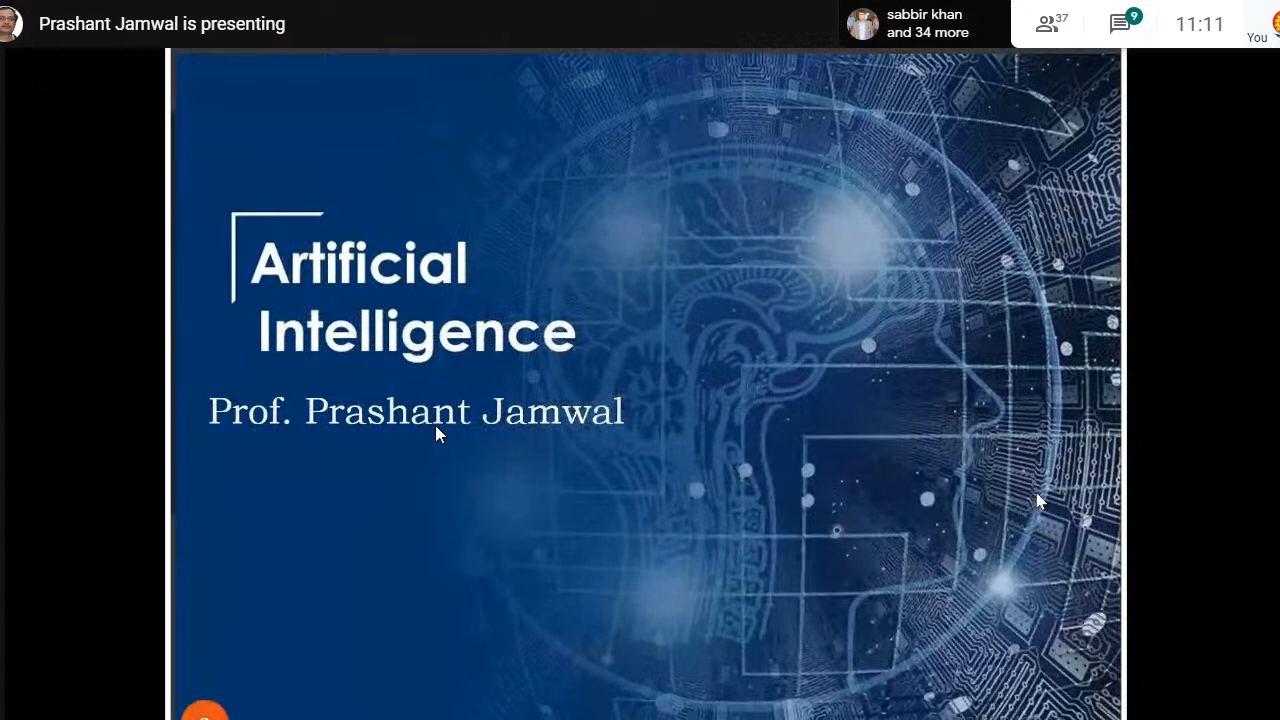 Prashant Jamwal is presenting
sabbir khan
and 34 more
37
9
11:11
You
Artificial
Intelligence
Prof. Prashant Jamwal